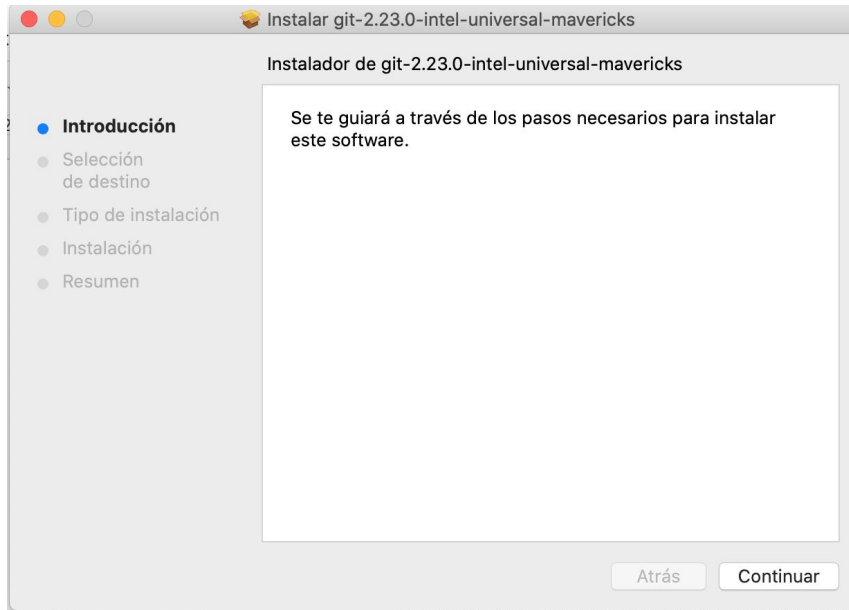 Instalar git-2.23.0-intel-universal-mavericks
Instalador de git-2.23.0-intel-universal-mavericks
Introducción
Selección
de destino
Tipo de instalación
Instalación
Resumen
Se te guiará a través de los pasos necesarios para instalar
este software.
Atrás
Continuar